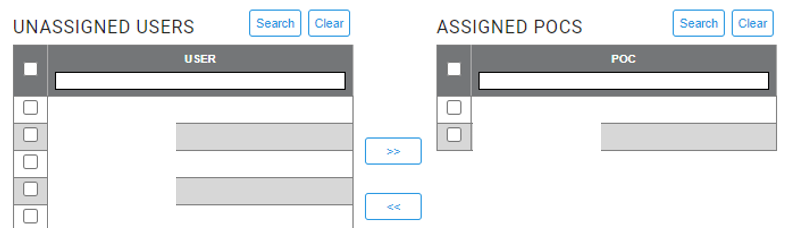 UNASSIGNED USERS
Search
Clear
USER
>>
<<
ASSIGNED POCS
Search
Clear
POC